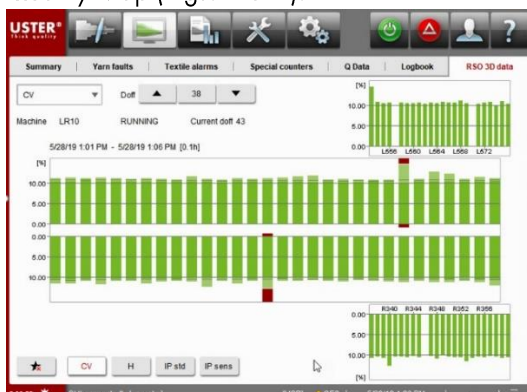 USTER®
Think quality
?
Summary Yarn faults Textile alarms Special counters Q Data Logbook RSO 3D data
CV Doff 38
Machine LR10 RUNNING Current doff 43
5/28/19 1:01 PM - 5/28/19 1:06 PM [0.1h]
[%]
10.00
5.00
0.00
L556 L560 L564 L568 L572
[%]
10.00
5.00
0.00
0.00
5.00
10.00
R340 R344 R348 R352 R356
0.00
5.00
10.00
[%]
CV H IP std IP sens